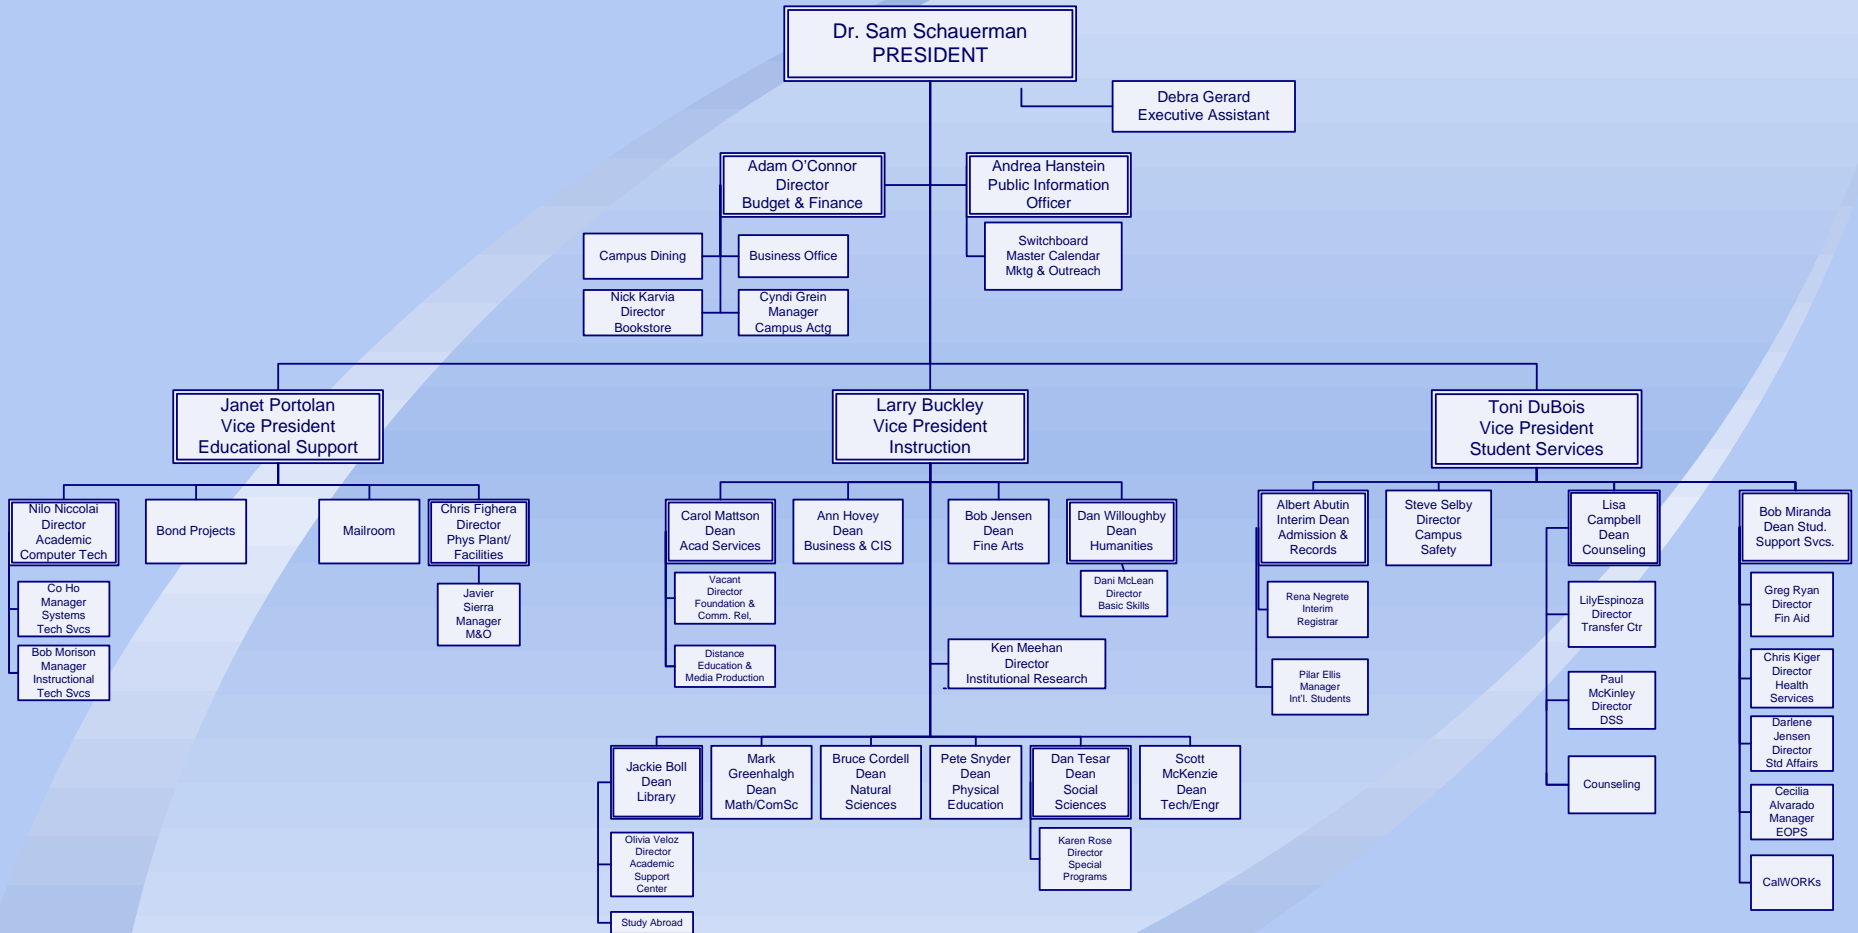 Dr. Sam Schauerman
PRESIDENT
Debra Gerard
Executive Assistant
Adam O’Connor
Director
Budget & Finance
Andrea Hanstein
Public Information
Officer
Campus Dining
Business Office
Switchboard
Master Calendar
Mktg & Outreach
Nick Karvia
Director
Bookstore
Cyndi Grein
Manager
Campus Actg
Janet Portolan
Vice President
Educational Support
Larry Buckley
Vice President
Instruction
Toni DuBois
Vice President
Student Services
Nilo Niccolai
Director
Academic
Computer Tech
Bond Projects
Mailroom
Chris Fighera
Director
Phys Plant/
Facilities
Co Ho
Manager
Systems
Tech Svcs
Bob Morison
Manager
Instructional
Tech Svcs
Javier
Sierra
Manager
M&O
Carol Mattson
Dean
Acad Services
Ann Hovey
Dean
Business & CIS
Bob Jensen
Dean
Fine Arts
Dan Willoughby
Dean
Humanities
Vacant
Director
Foundation &
Comm. Rel,
Distance
Education &
Media Production
Dani McLean
Director
Basic Skills
Ken Meehan
Director
Institutional Research
Jackie Boll
Dean
Library
Mark
Greenhalgh
Dean
Math/ComSc
Bruce Cordell
Dean
Natural
Sciences
Pete Snyder
Dean
Physical
Education
Dan Tesar
Dean
Social
Sciences
Scott
McKenzie
Dean
Tech/Engr
Olivia Veloz
Director
Academic
Support
Center
Study Abroad
Karen Rose
Director
Special
Programs
Albert Abutin
Interim Dean
Admission &
Records
Steve Selby
Director
Campus
Safety
Lisa
Campbell
Dean
Counseling
Bob Miranda
Dean Stud.
Support Svcs.
Rena Negrete
Interim
Registrar
Pilar Ellis
Manager
Int’l. Students
LilyEspinoza
Director
Transfer Ctr
Paul
McKinley
Director
DSS
Counseling
Greg Ryan
Director
Fin Aid
Chris Kiger
Director
Health
Services
Darlene
Jensen
Director
Std Affairs
Cecilia
Alvarado
Manager
EOPS
CalWORKs